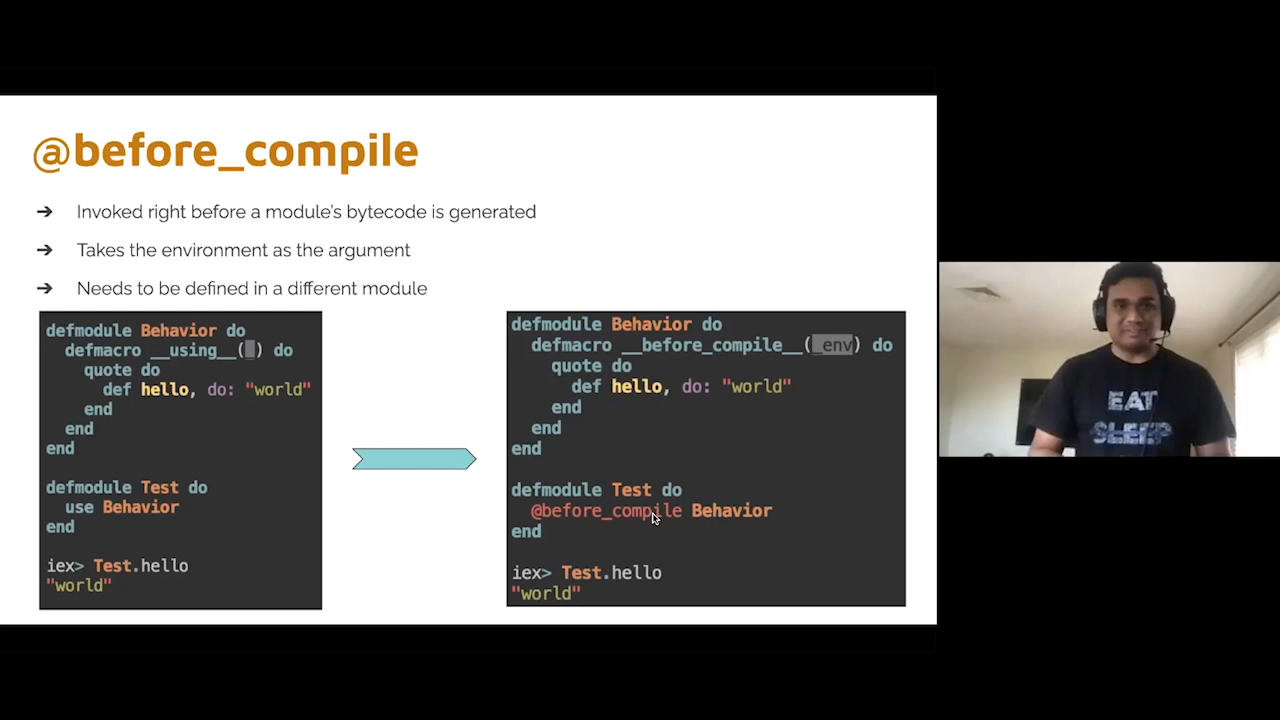 @before_compile
➔ Invoked right before a module's bytecode is generated
➔ Takes the environment as the argument
➔ Needs to be defined in a different module
defmodule Behavior do
defmacro __using__(_) do
quote do
def hello, do: "world"
end
end
end
defmodule Test do
use Behavior
end
iex> Test.hello
"world"
defmodule Behavior do
defmacro __before_compile__(_env) do
quote do
def hello, do: "world"
end
end
end
defmodule Test do
@before_compile Behavior
end
iex> Test.hello
"world"
EAT
SLEEP